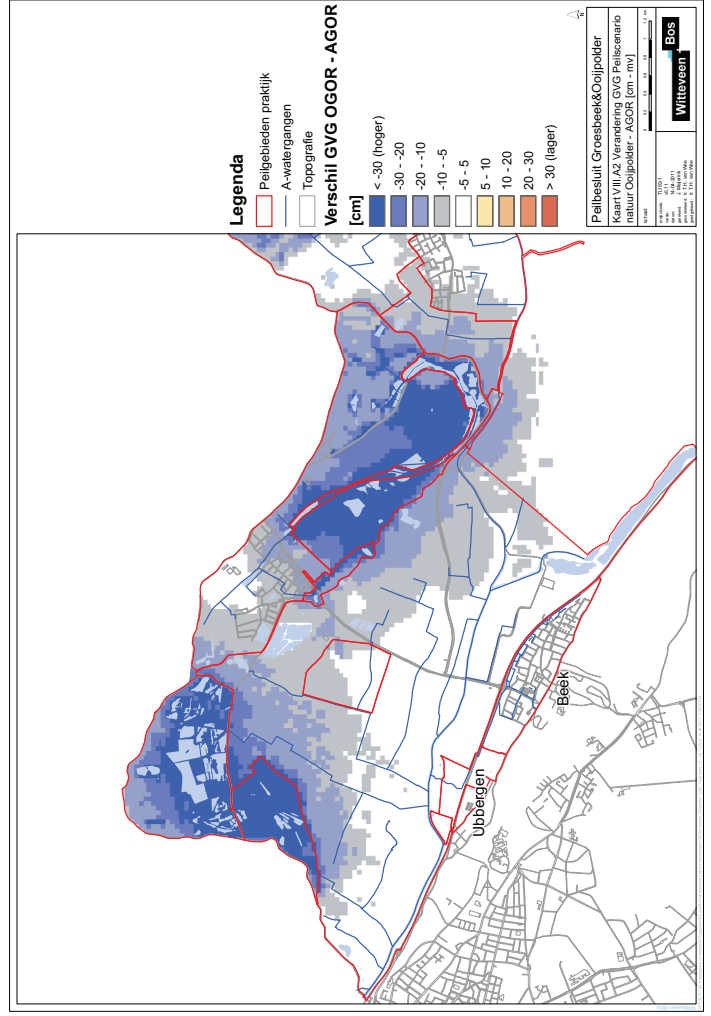 Legenda
Peilgebieden praktijk
A-watergangen
Topografie
Verschil GVG OGOR - AGOR
[cm]
< -30 (hoger)
-30 - -20
-20 - -10
-10 - -5
-5 - 5
5 - 10
10 - 20
20 - 30
> 30 (lager)
Ubbergen
Beek
Peilbesluit Groesbeek&Ooijpolder
Kaart VIII.A2 Verandering GVG Peilscenario
natuur Ooijpolder - AGOR [cm - mv]
schaal
N
Witteveen
Bos